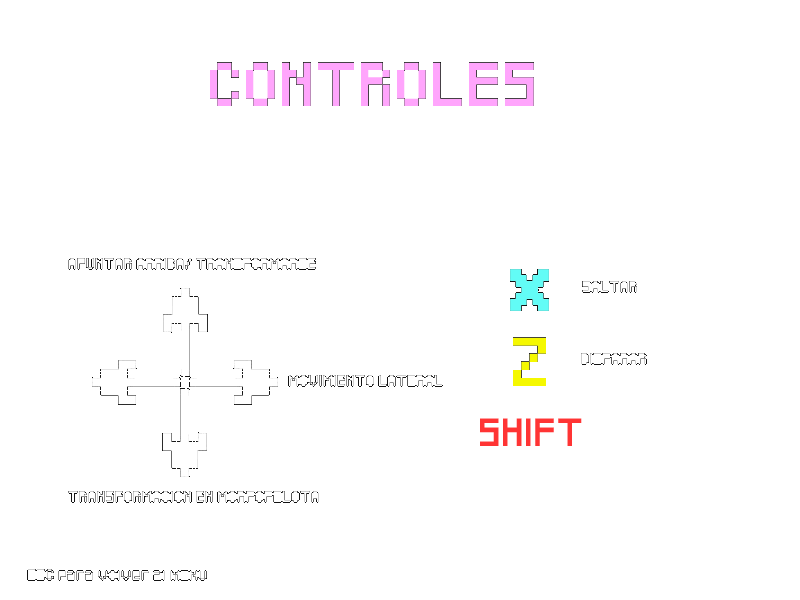 CONTROLES
APUNTAR ARRIBA/ TRANSFORMARSE
X SALTAR
Z DISPARAR
MOVIMIENTO LATERAL
SHIFT
TRANSFORMACION EN MORFOPELOTA
ESC para volver al MENU